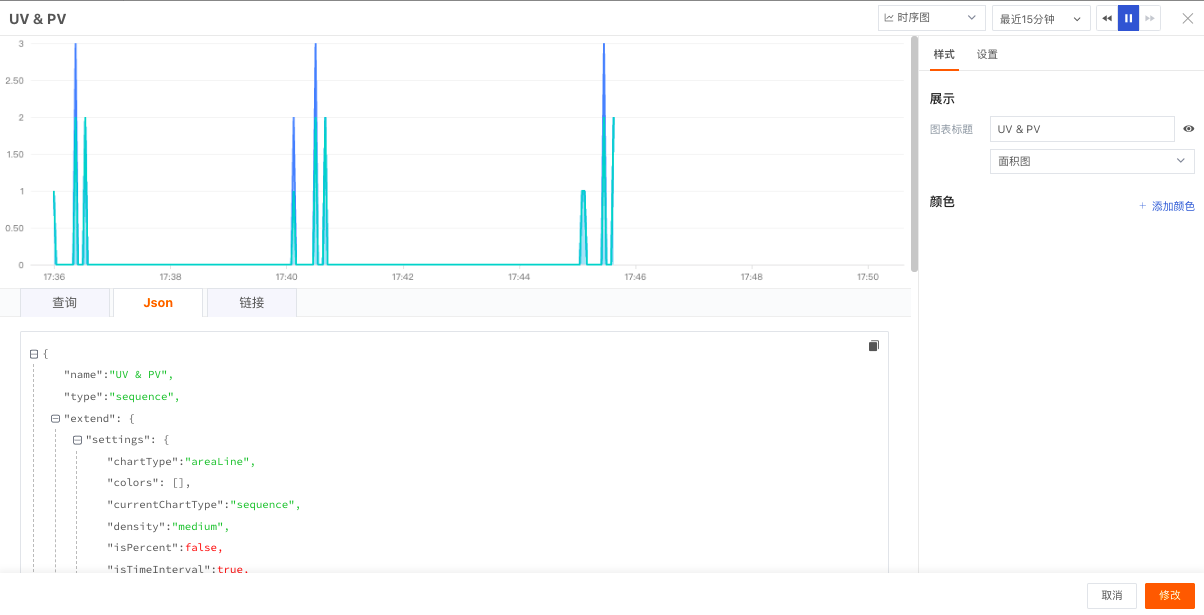 UV & PV
时序图
最近15分钟
3
2.50
2
1.50
1
0.50
0
17:36
17:38
17:40
17:42
17:44
17:46
17:48
17:50
查询
Json
链接
{
"name":"UV & PV",
"type":"sequence",
"extend": {
"settings": {
"chartType":"areaLine",
"colors": [],
"currentChartType":"sequence",
"density":"medium",
"isPercent":false,
"isTimeInterval":true,
样式
设置
展示
图表标题
UV & PV
面积图
颜色
+ 添加颜色
取消
修改